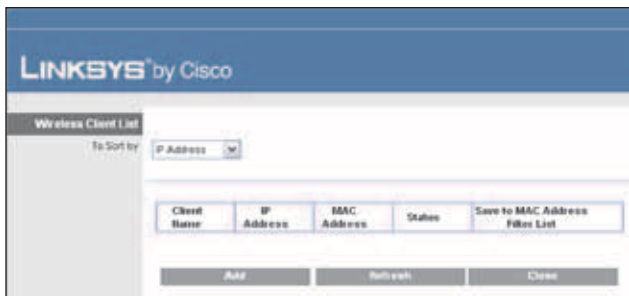 LINKSYS® by Cisco
Wireless Client List
To Sort by
IP Address
Client Name
IP Address
MAC Address
Status
Save to MAC Address Filter List
Add
Refresh
Close